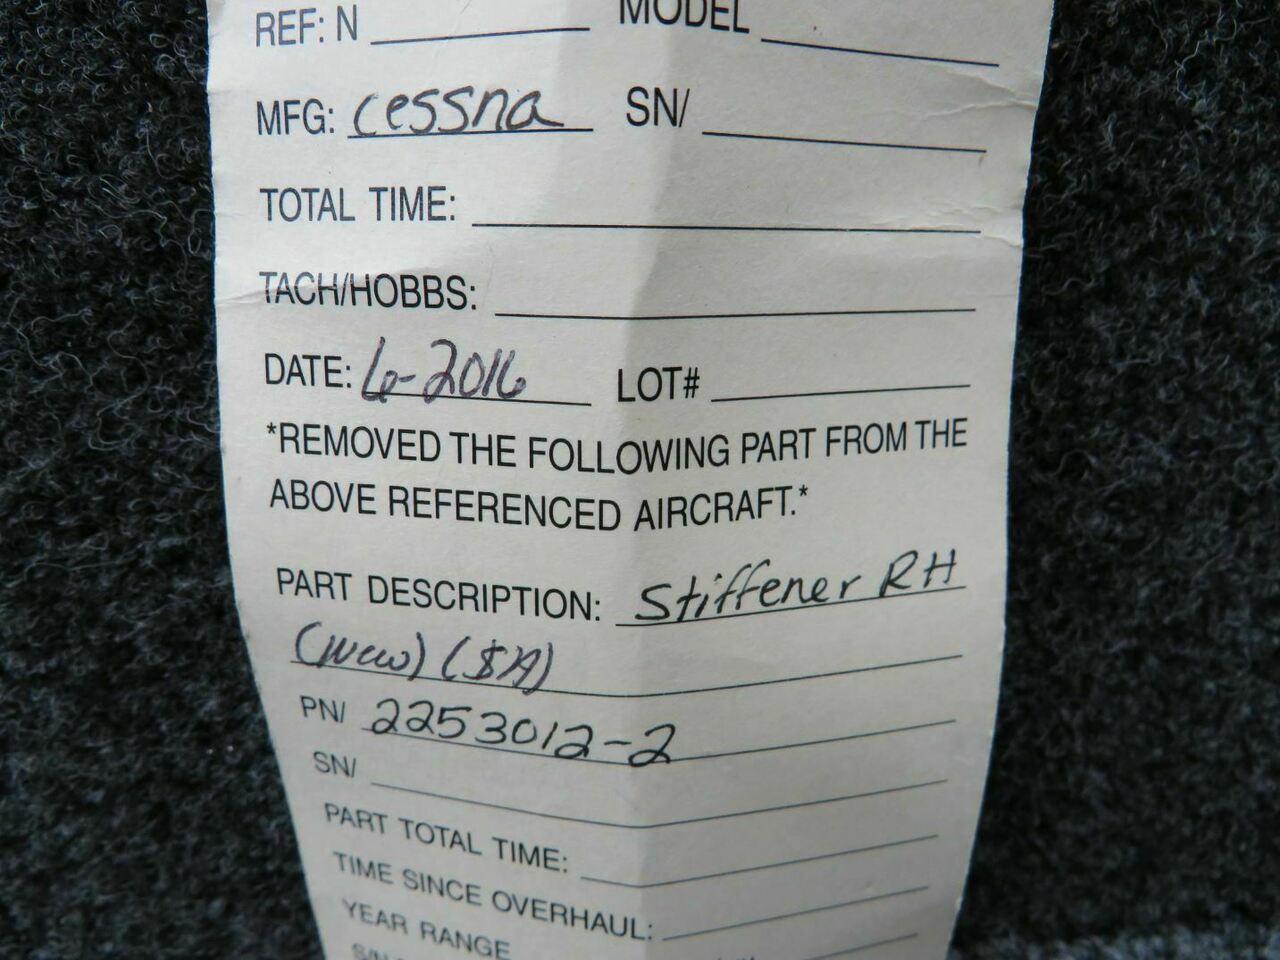 REF: N MODEL
MFG: Cessna SN/
TOTAL TIME:
TACH/HOBBS:
DATE: 6-2016 LOT#
*REMOVED THE FOLLOWING PART FROM THE
ABOVE REFERENCED AIRCRAFT.*
PART DESCRIPTION: Stiffener RH
(New) (SA)
PN/ 2253012-2
SN/
PART TOTAL TIME:
TIME SINCE OVERHAUL:
YEAR RANGE